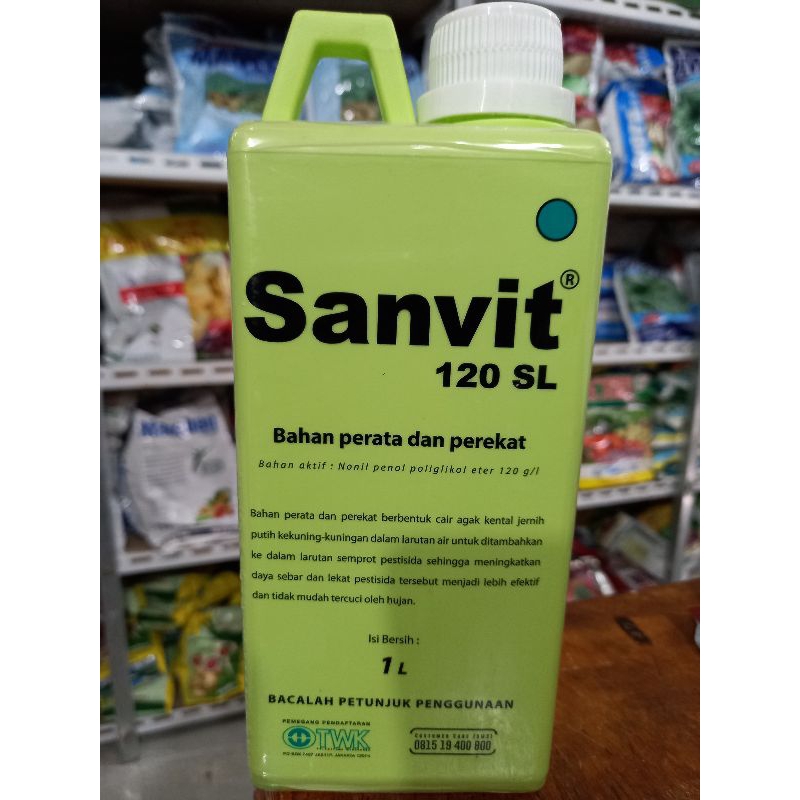 Sanvit®
120 SL
Bahan perata dan perekat
Bahan aktif : Nonil penol poliglikol eter 120 g/l
Bahan perata dan perekat berbentuk cair agak kental jernih
putih kekuning-kuningan dalam larutan air untuk ditambahkan
ke dalam larutan semprot pestisida sehingga meningkatkan
daya sebar dan lekat pestisida tersebut menjadi lebih efektif
dan tidak mudah tercuci oleh hujan.
Isi Bersih :
1 L
BACALAH PETUNJUK PENGGUNAAN
PEMEGANG PENDAFTARAN
TWK
CUSTOMER CARE
0815 19 400 800